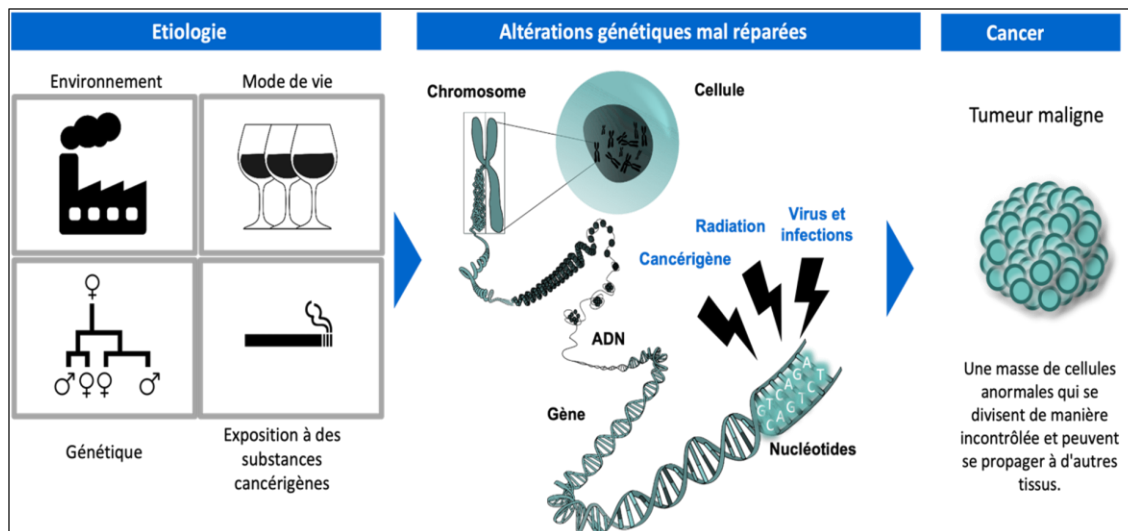 Etiologie
Environnement
Mode de vie
Génétique
Exposition à des
substances
cancérigènes
Altérations génétiques mal réparées
Chromosome
Cellule
Radiation
Virus et
infections
Cancérigène
ADN
Gène
Nucléotides
GTCAGA
CAGTCT
Cancer
Tumeur maligne
Une masse de cellules
anormales qui se
divisent de manière
incontrôlée et peuvent
se propager à d'autres
tissus.